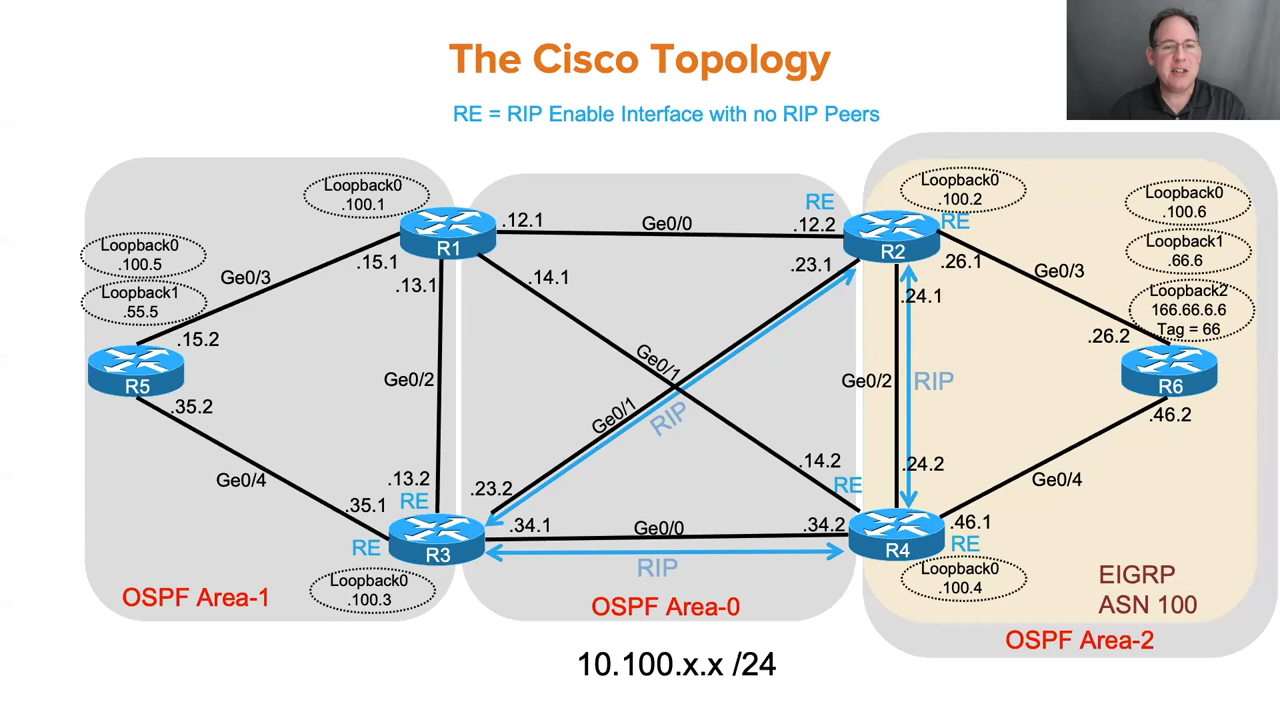 The Cisco Topology
RE = RIP Enable Interface with no RIP Peers
Loopback0
.100.1
Loopback0
.100.2
Loopback0
.100.6
Loopback1
.66.6
Loopback2
166.66.6.6
Tag = 66
Loopback0
.100.5
Loopback1
.55.5
RE
RE
R1
R2
.12.1
Ge0/0
.12.2
.15.1
.13.1
.14.1
.23.1
.24.1
.26.1
Ge0/3
Ge0/3
.15.2
.26.2
R5
R6
Ge0/2
Ge0/1
Ge0/1
RIP
Ge0/2
RIP
.35.2
.46.2
Ge0/4
Ge0/4
.13.2
RE
.35.1
.23.2
.14.2
RE
.24.2
RE
R3
.34.1
Ge0/0
.34.2
R4
.46.1
RE
RIP
Loopback0
.100.3
Loopback0
.100.4
EIGRP
ASN 100
OSPF Area-1
OSPF Area-0
OSPF Area-2
10.100.x.x /24